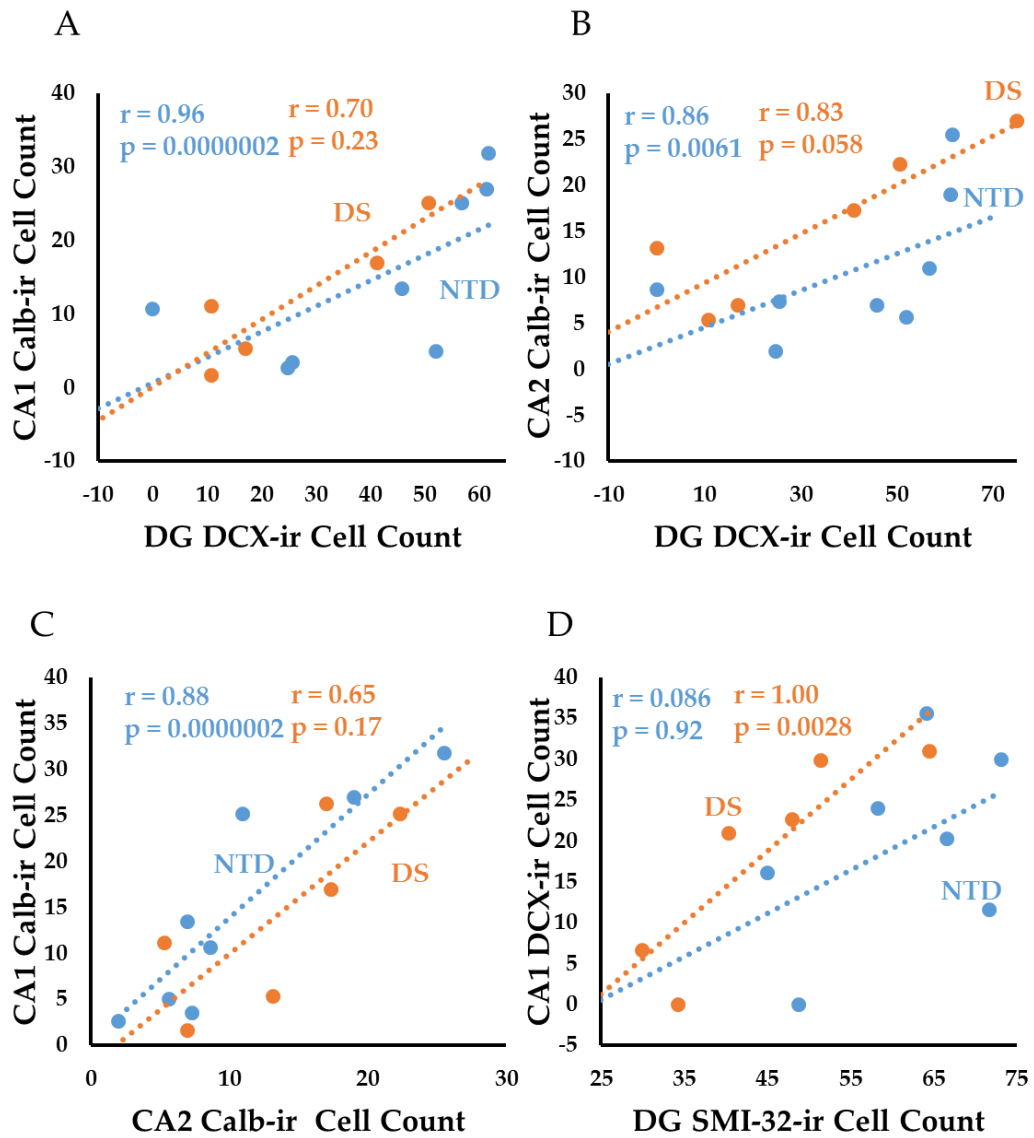 A
r = 0.96
p = 0.0000002
r = 0.70
p = 0.23
DS
NTD
40
30
20
10
0
-10
-10 0 10 20 30 40 50 60
CA1 Calb-ir Cell Count
DG DCX-ir Cell Count
B
r = 0.86
p = 0.0061
r = 0.83
p = 0.058
DS
NTD
30
25
20
15
10
5
0
-5
-10
-10 10 30 50 70
CA2 Calb-ir Cell Count
DG DCX-ir Cell Count
C
r = 0.88
p = 0.0000002
r = 0.65
p = 0.17
NTD
DS
40
35
30
25
20
15
10
5
0
0 10 20 30
CA1 Calb-ir Cell Count
CA2 Calb-ir Cell Count
D
r = 0.086
p = 0.92
r = 1.00
p = 0.0028
DS
NTD
40
35
30
25
20
15
10
5
0
-5
25 35 45 55 65 75
CA1 DCX-ir Cell Count
DG SMI-32-ir Cell Count